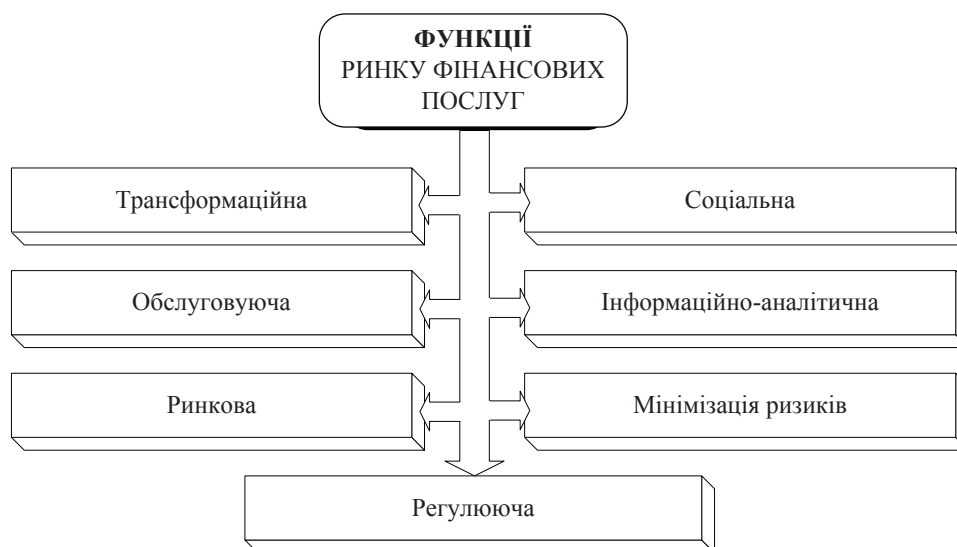 ФУНКЦІЇ
РИНКУ ФІНАНСОВИХ
ПОСЛУГ
Трансформаційна
Соціальна
Обслуговуюча
Інформаційно-аналітична
Ринкова
Мінімізація ризиків
Регулююча